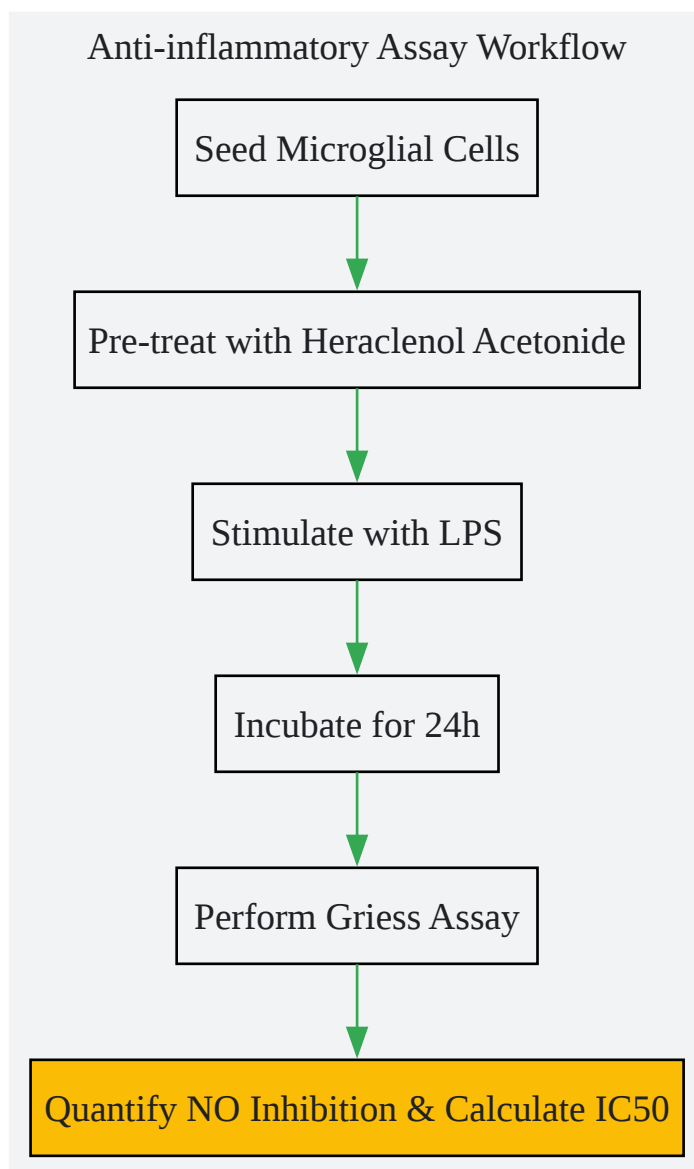 Anti-inflammatory Assay Workflow
Seed Microglial Cells
Pre-treat with Heraclenol Acetonide
Stimulate with LPS
Incubate for 24h
Perform Griess Assay
Quantify NO Inhibition & Calculate IC50